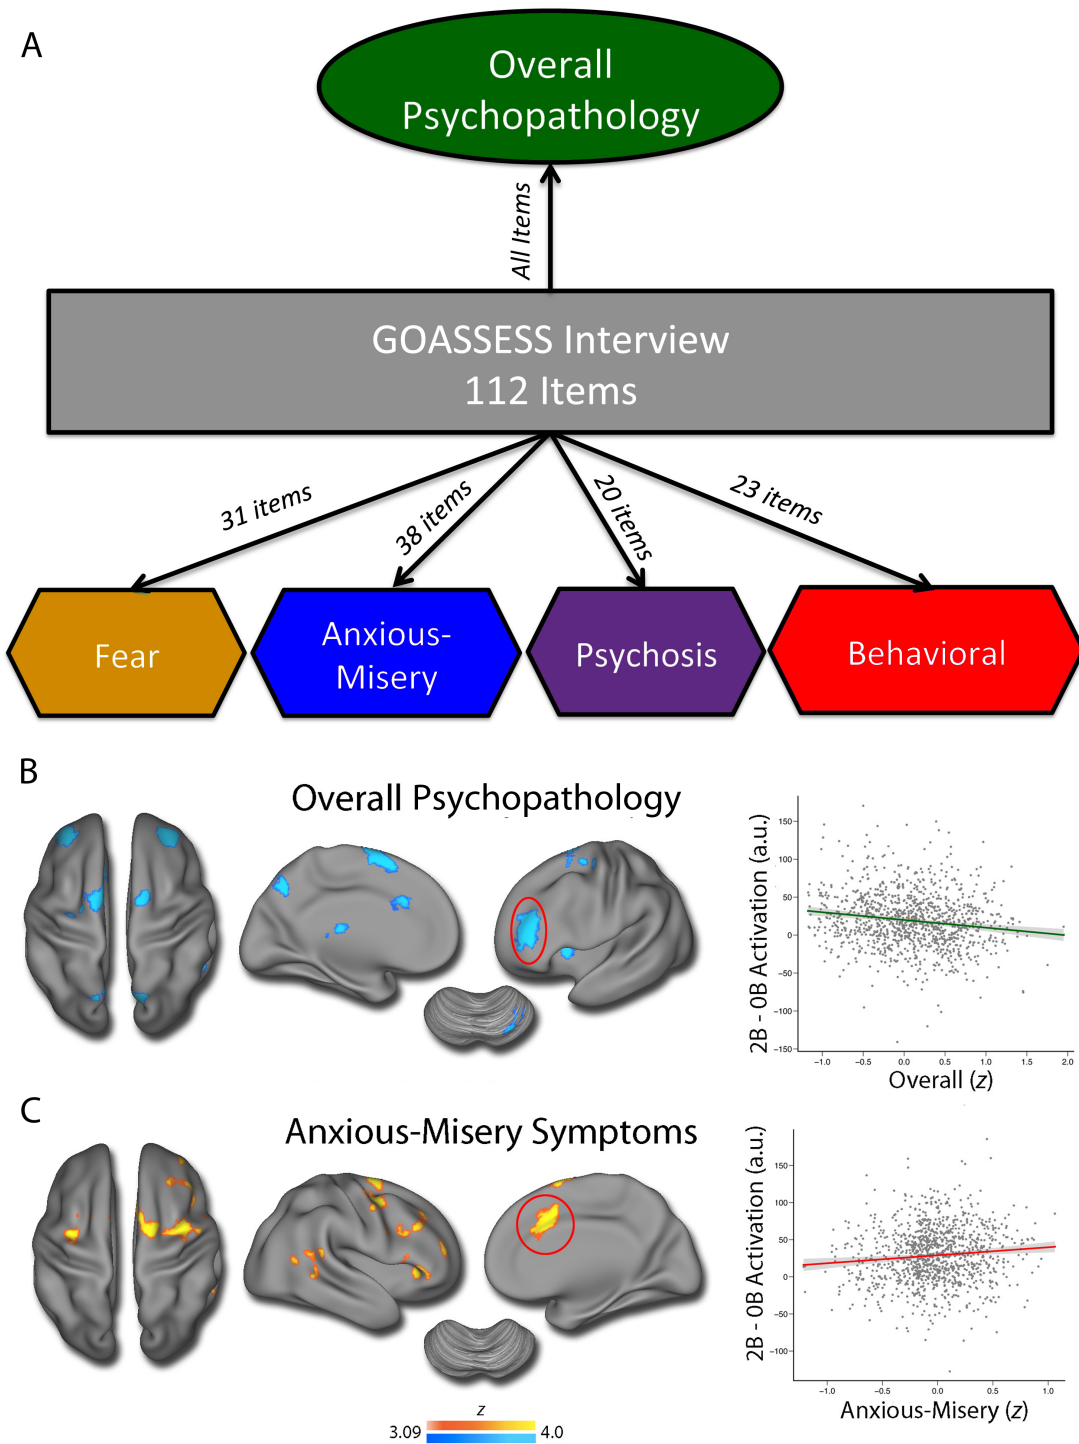 A
Overall
Psychopathology
All Items
GOASSESS Interview
112 Items
31 items
38 items
20 items
23 items
Fear
Anxious-
Misery
Psychosis
Behavioral
B
Overall Psychopathology
2B - 0B Activation (a.u.)
150
100
50
0
−50
−100
−150
−1.0 −0.5 0.0 0.5 1.0 1.5 2.0
Overall (z)
C
Anxious-Misery Symptoms
2B - 0B Activation (a.u.)
150
100
50
0
−50
−100
−1.0 −0.5 0.0 0.5 1.0
Anxious-Misery (z)
z
3.09 4.0